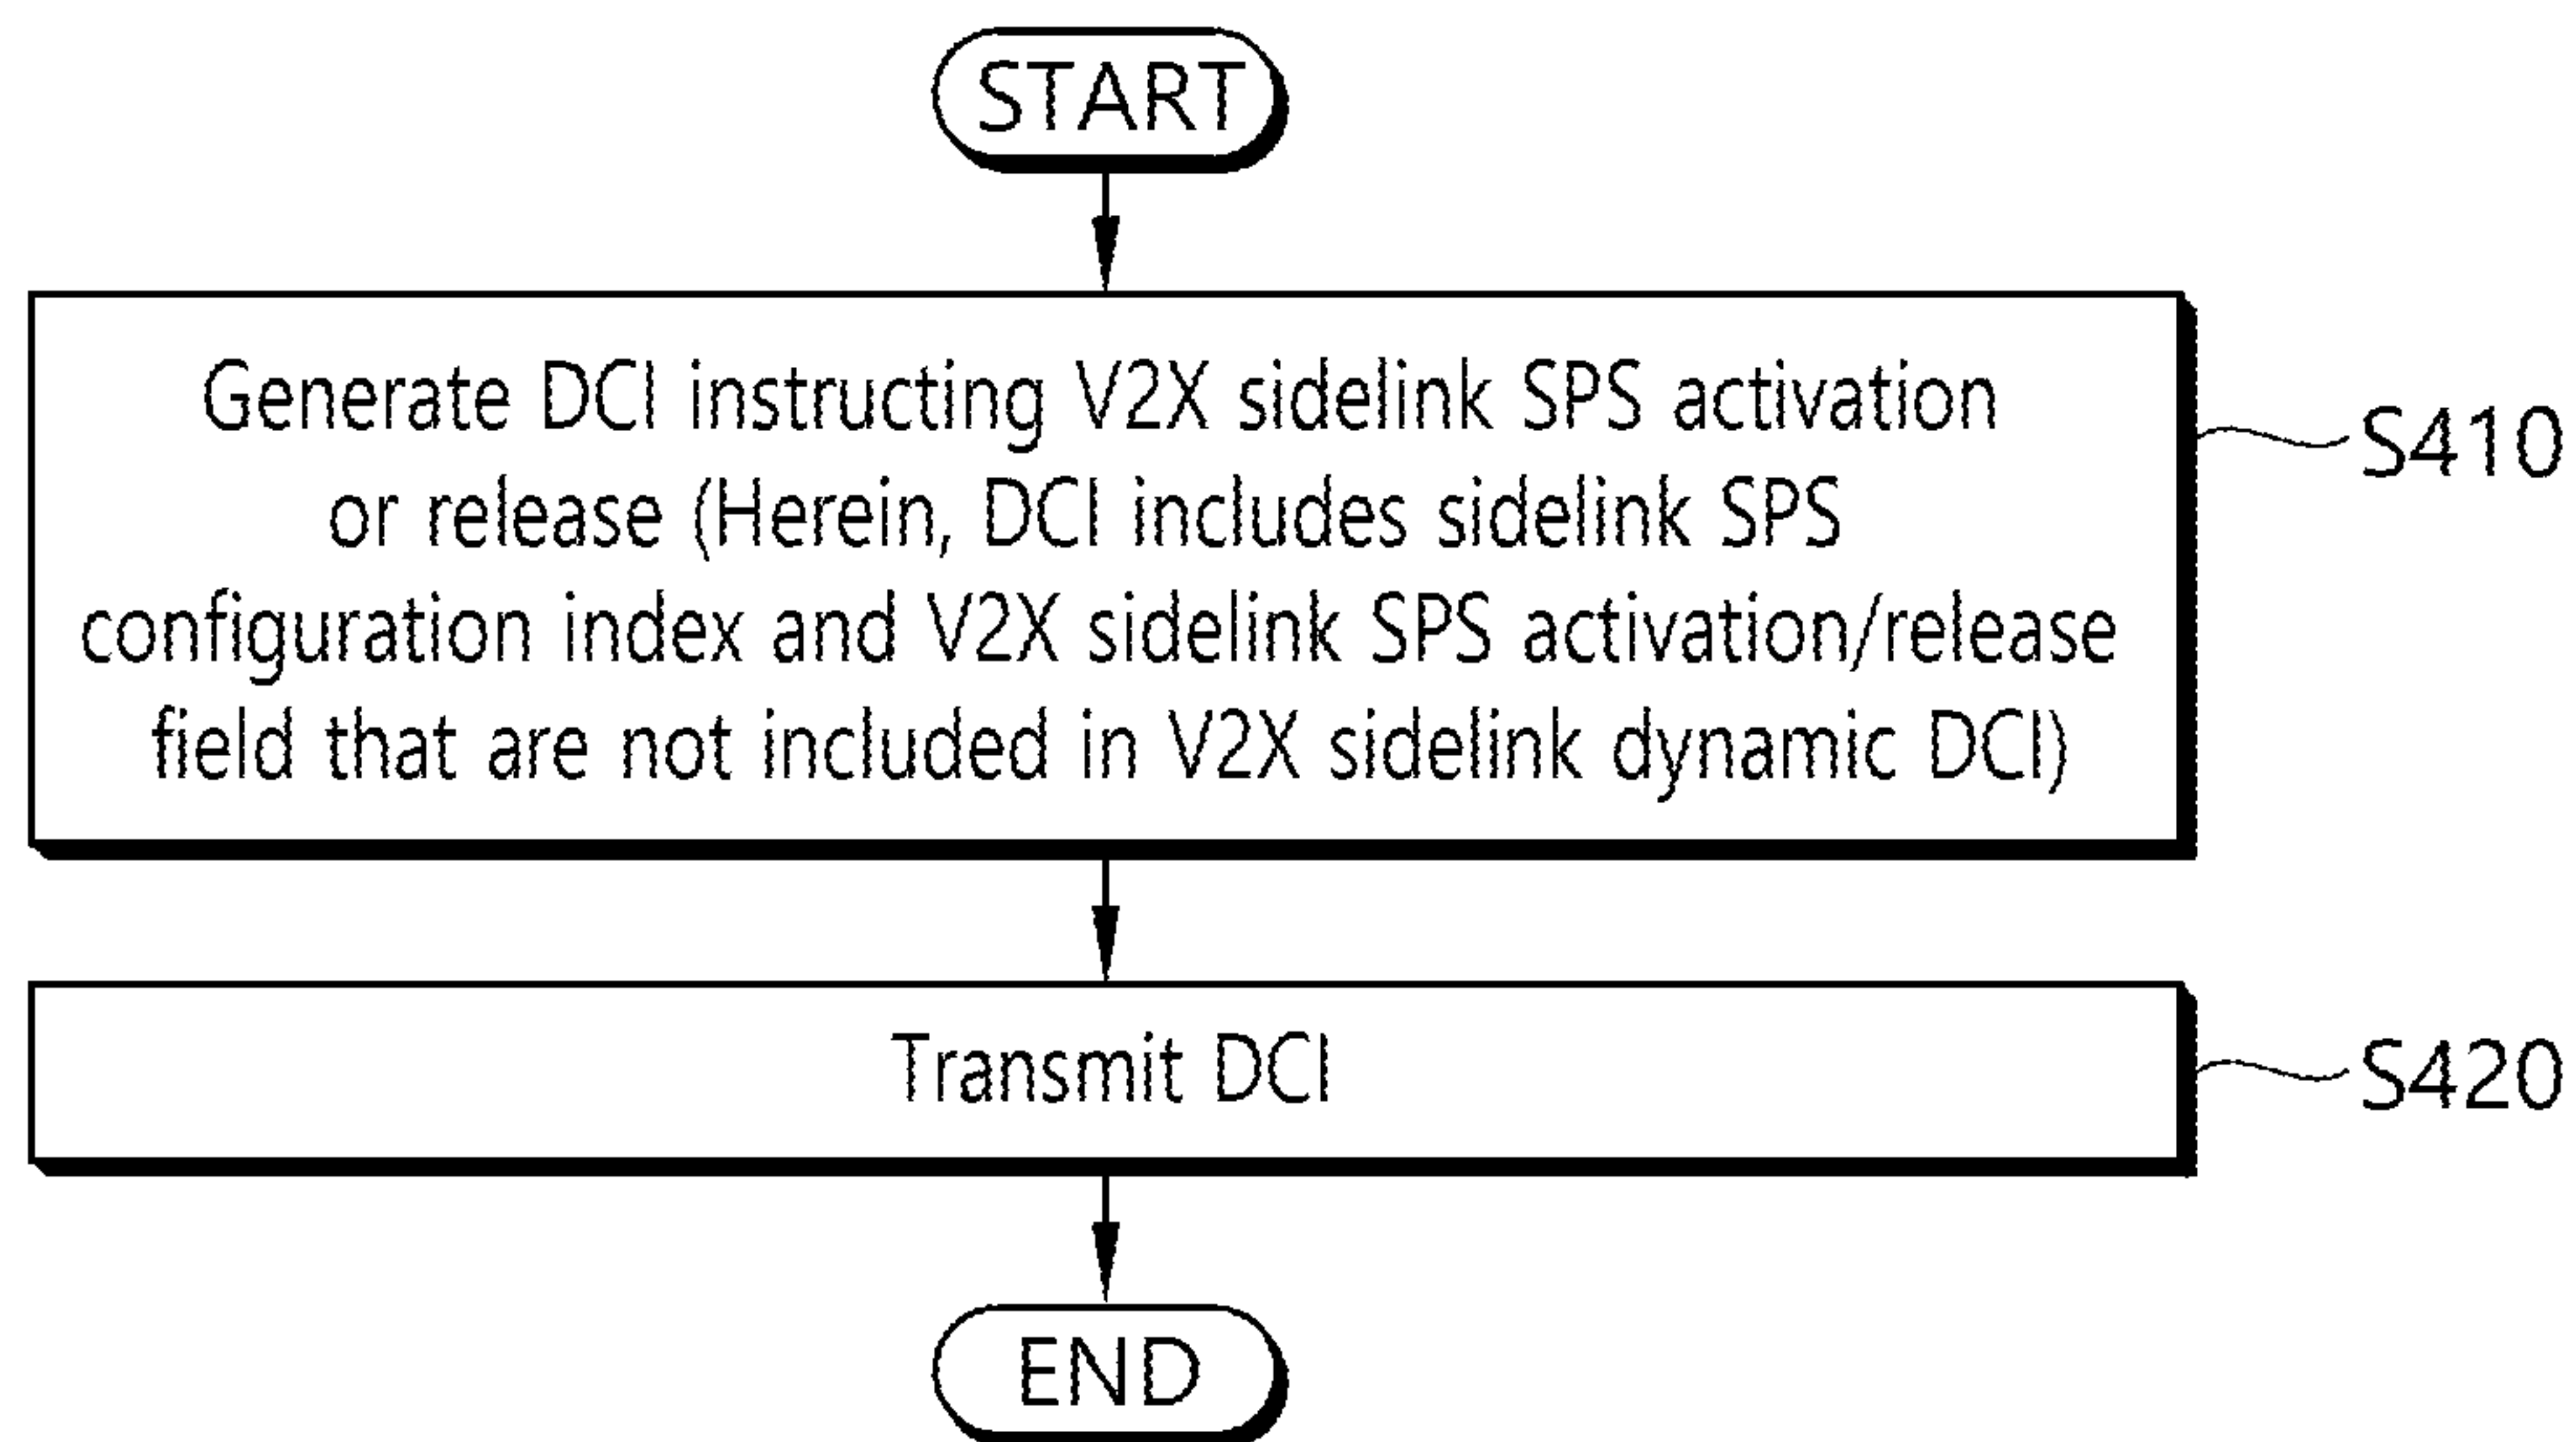 START
Generate DCI instructing V2X sidelink SPS activation
or release (Herein, DCI includes sidelink SPS
configuration index and V2X sidelink SPS activation/release
field that are not included in V2X sidelink dynamic DCI)
S410
Transmit DCI
S420
END